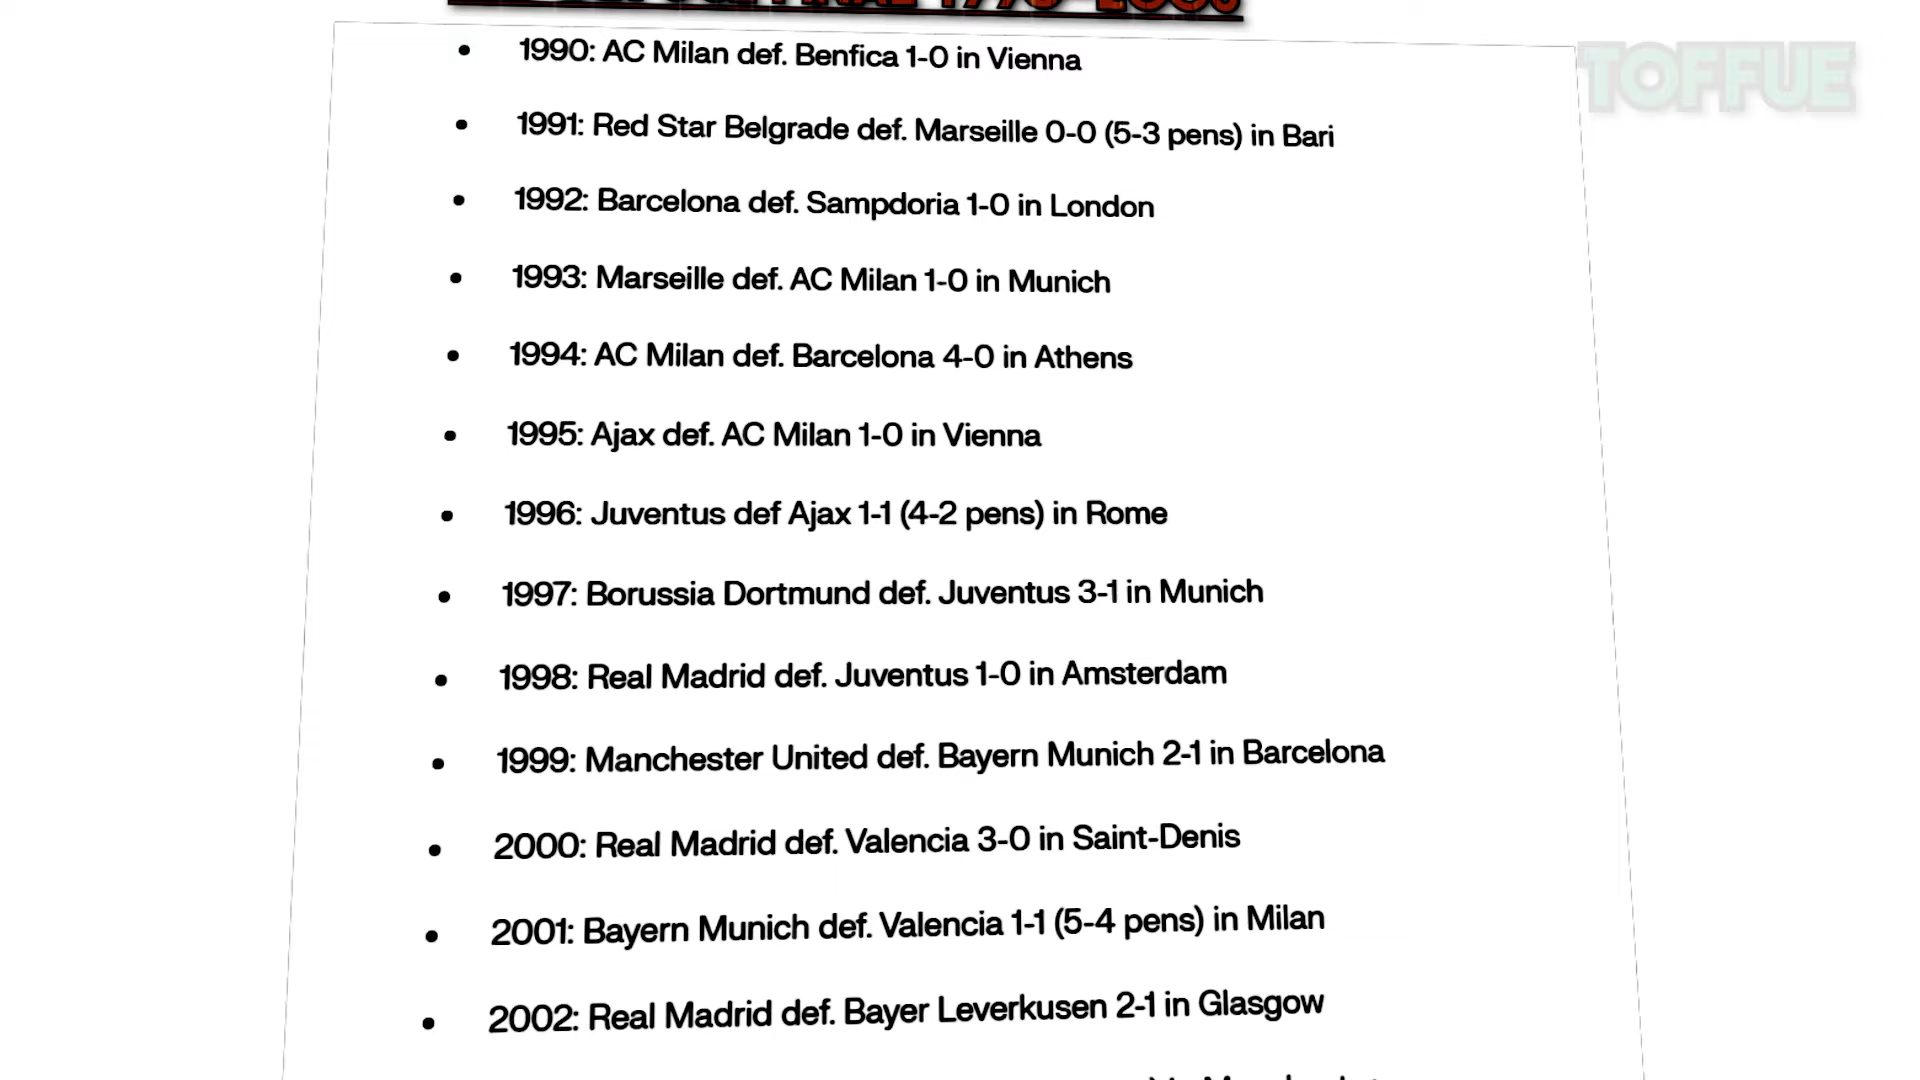 TOFFUE
1990: AC Milan def. Benfica 1-0 in Vienna
1991: Red Star Belgrade def. Marseille 0-0 (5-3 pens) in Bari
1992: Barcelona def. Sampdoria 1-0 in London
1993: Marseille def. AC Milan 1-0 in Munich
1994: AC Milan def. Barcelona 4-0 in Athens
1995: Ajax def. AC Milan 1-0 in Vienna
1996: Juventus def Ajax 1-1 (4-2 pens) in Rome
1997: Borussia Dortmund def. Juventus 3-1 in Munich
1998: Real Madrid def. Juventus 1-0 in Amsterdam
1999: Manchester United def. Bayern Munich 2-1 in Barcelona
2000: Real Madrid def. Valencia 3-0 in Saint-Denis
2001: Bayern Munich def. Valencia 1-1 (5-4 pens) in Milan
2002: Real Madrid def. Bayer Leverkusen 2-1 in Glasgow